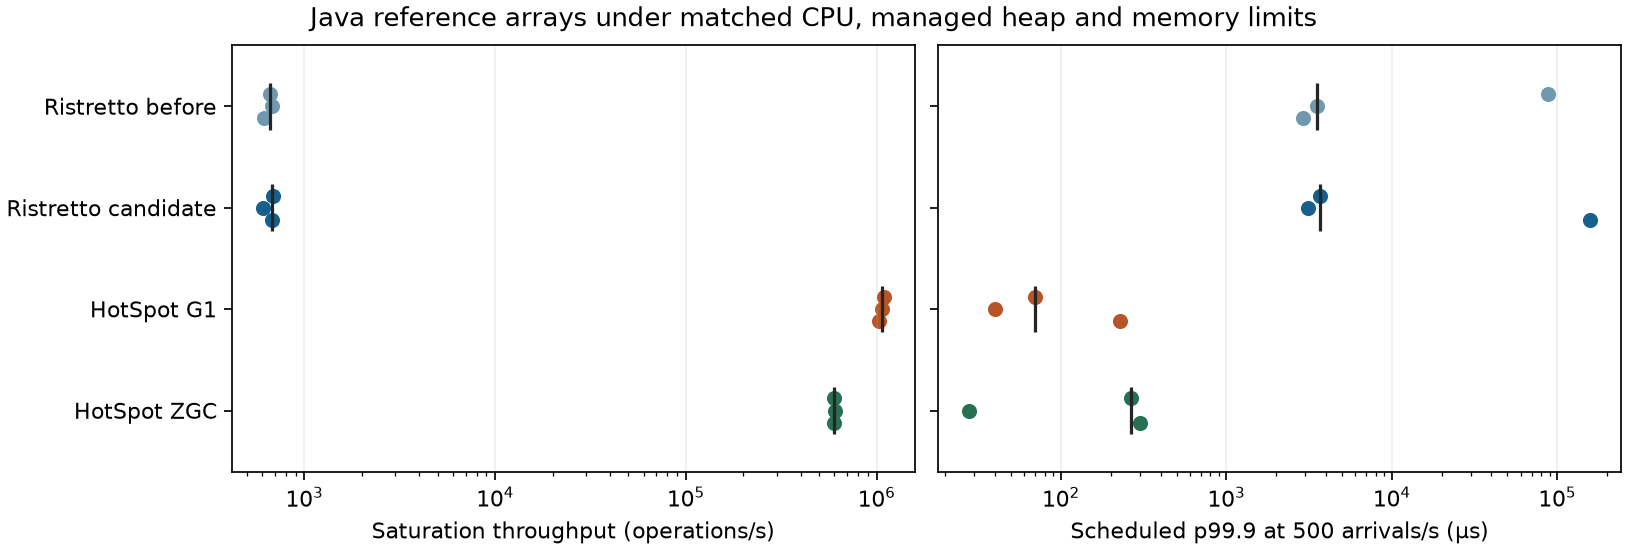 Java reference arrays under matched CPU, managed heap and memory limits
Ristretto before
Ristretto candidate
HotSpot G1
HotSpot ZGC
10³ 10⁴ 10⁵ 10⁶
Saturation throughput (operations/s)
10² 10³ 10⁴ 10⁵
Scheduled p99.9 at 500 arrivals/s (µs)